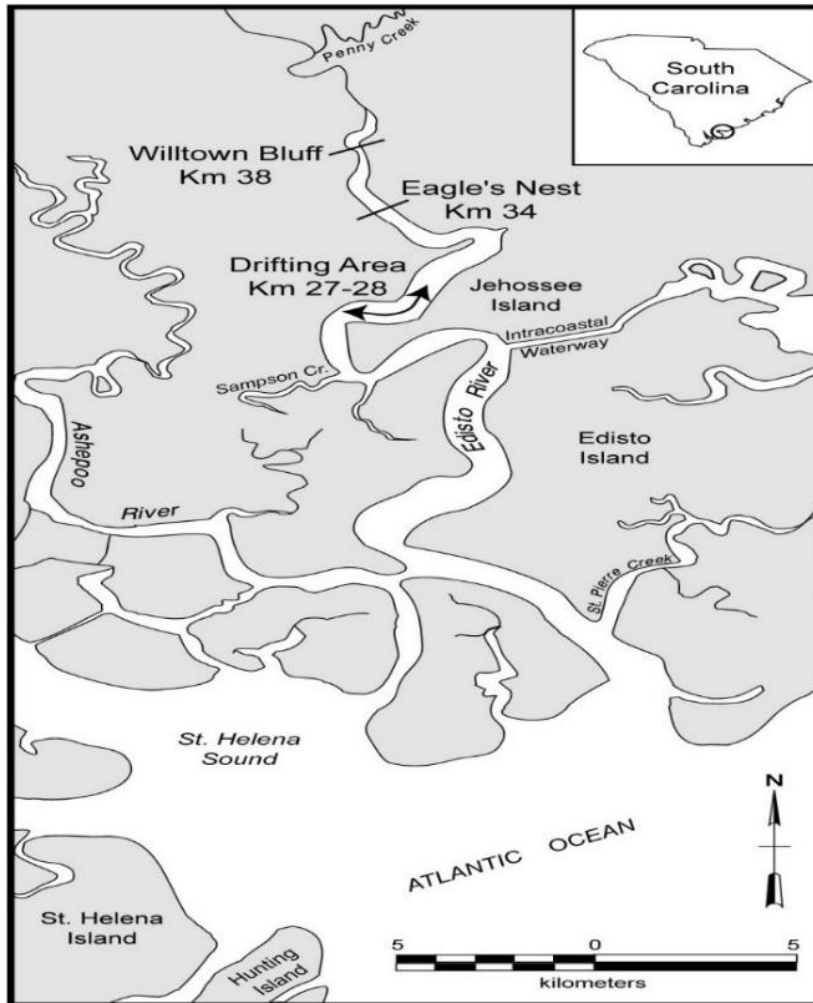 Penny Creek
South
Carolina
Willtown Bluff
Km 38
Eagle's Nest
Km 34
Drifting Area
Km 27-28
Jehossee
Island
Intracoastal
Waterway
Sampson Cr.
Edisto River
Ashepoo
River
Edisto
Island
St. Pierre Creek
St. Helena
Sound
N
ATLANTIC OCEAN
St. Helena
Island
Hunting
Island
5 0 5
kilometers